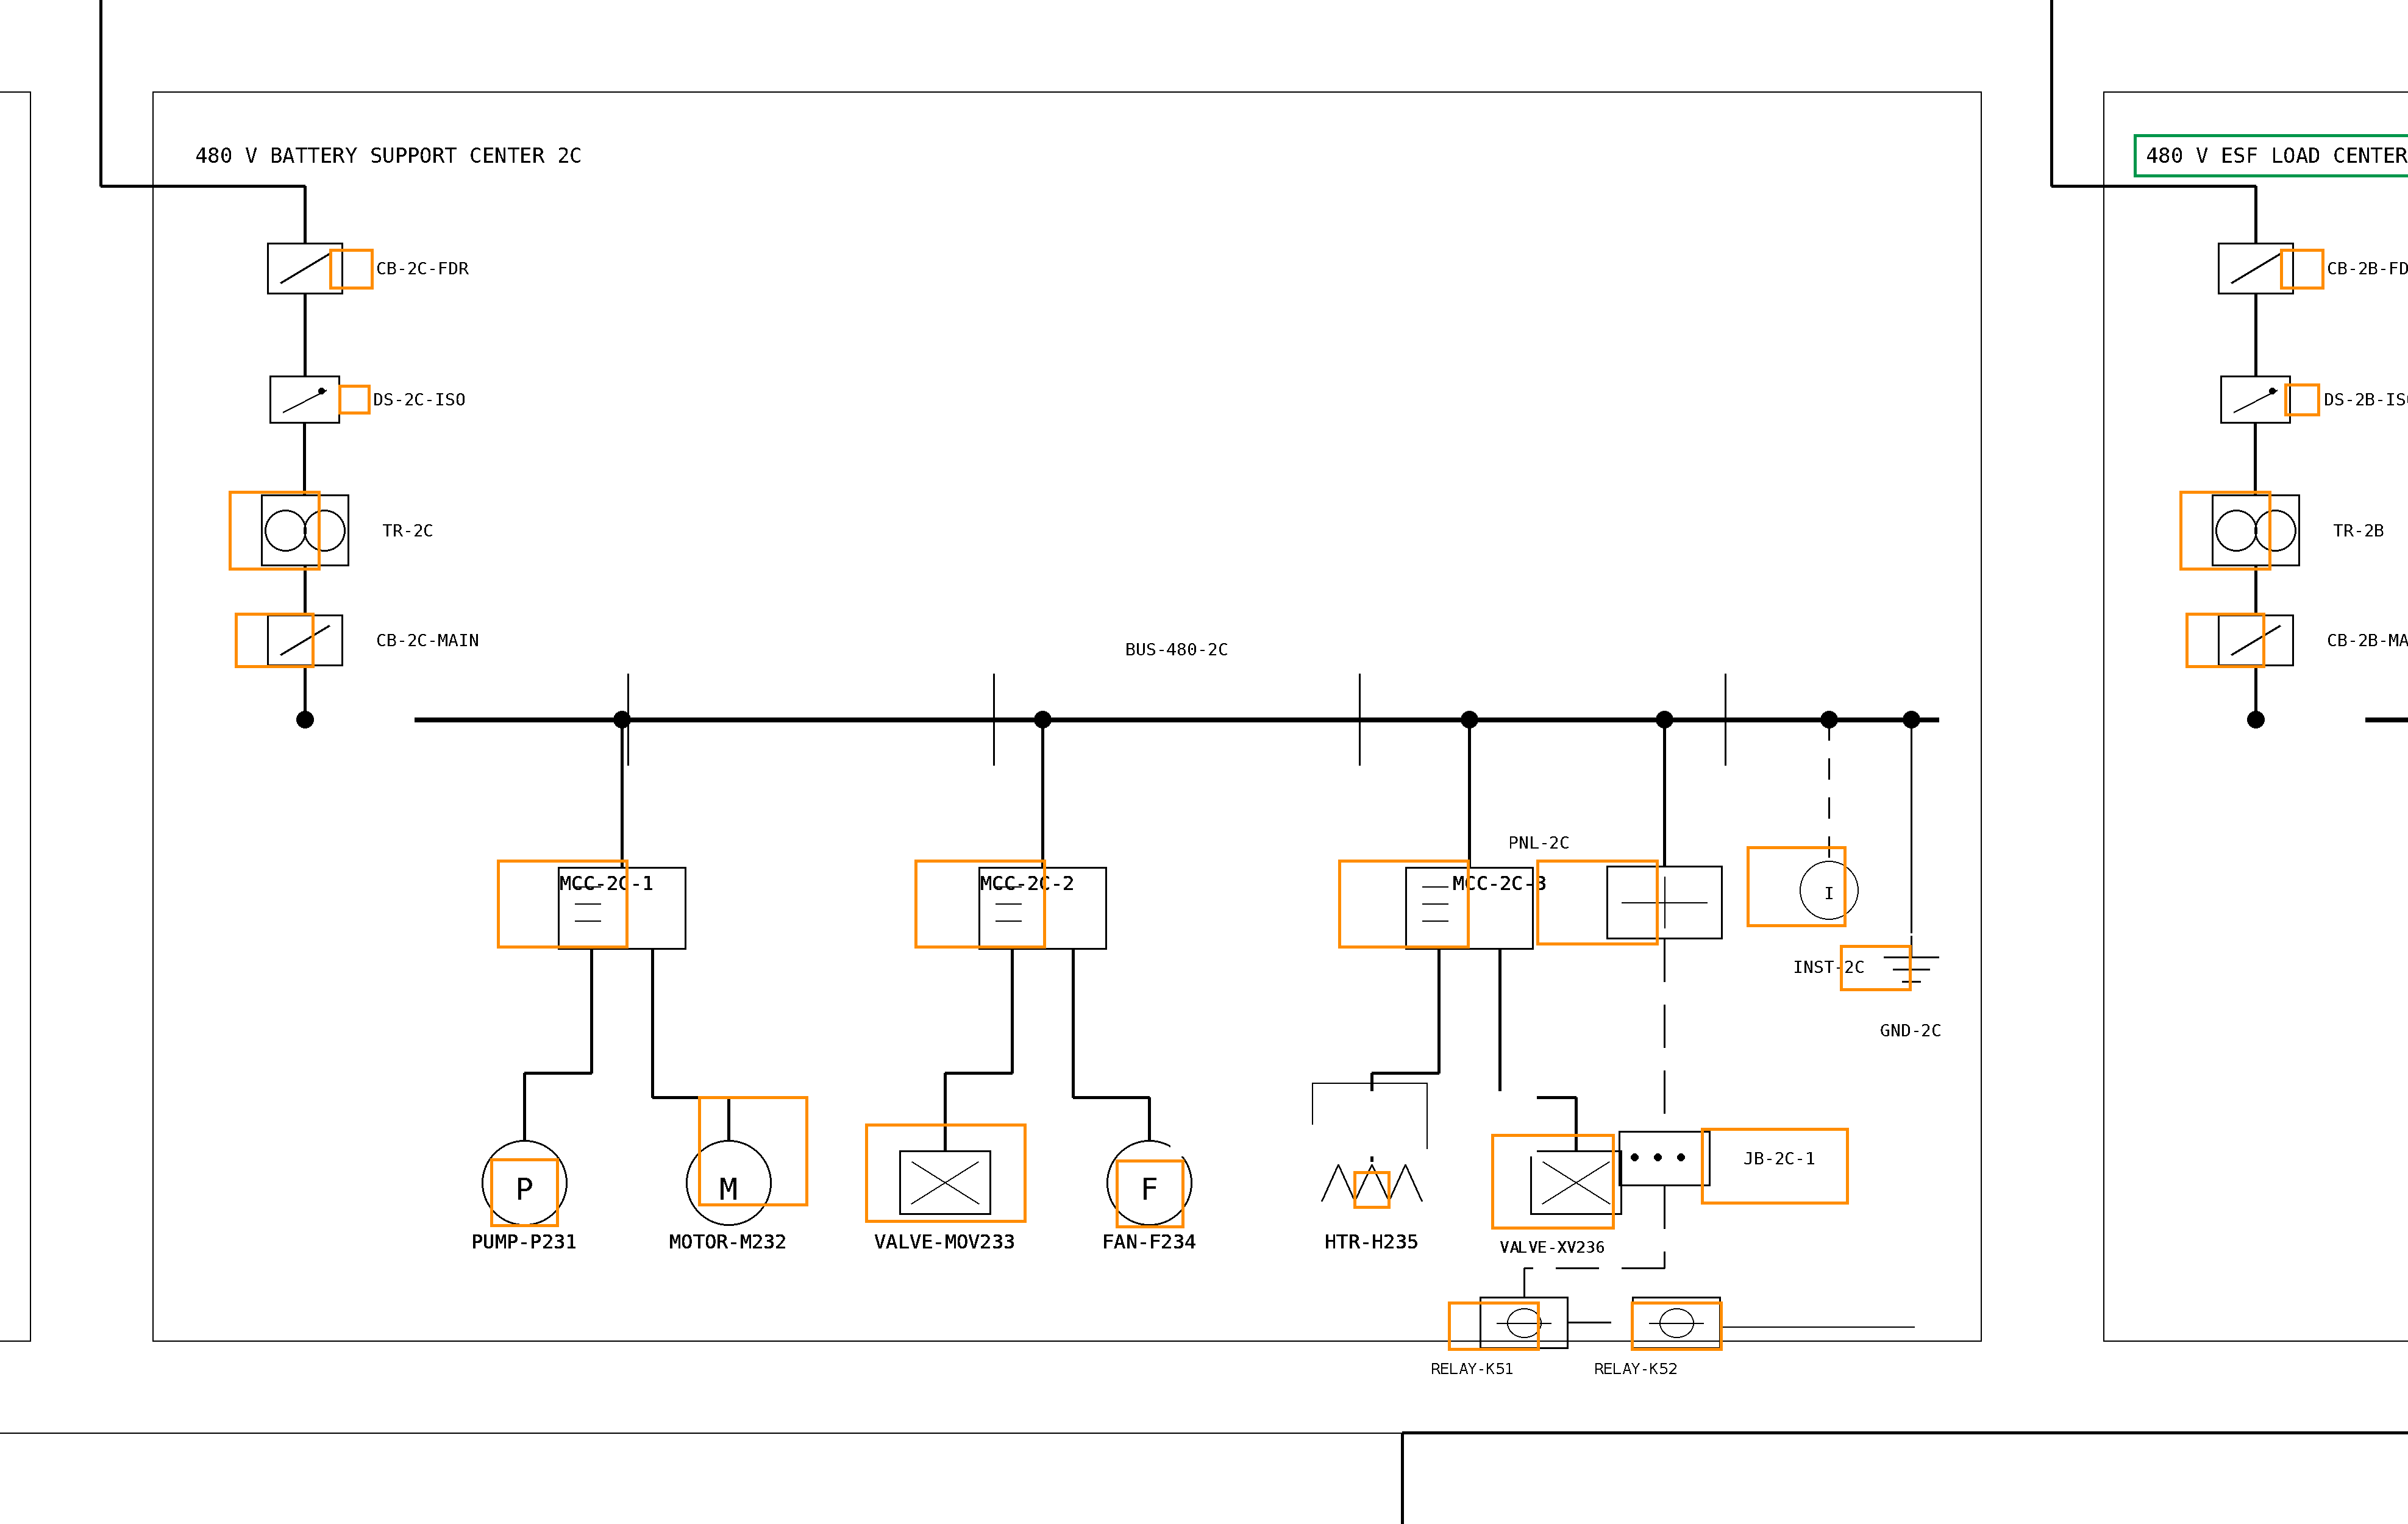 480 V BATTERY SUPPORT CENTER 2C
480 V ESF LOAD CENTER
CB-2C-FDR
CB-2B-FD
DS-2C-ISO
DS-2B-IS
TR-2C
TR-2B
CB-2C-MAIN
CB-2B-MA
BUS-480-2C
PNL-2C
MCC-2C-1
MCC-2C-2
MCC-2C-3
I
INST-2C
GND-2C
JB-2C-1
P
M
F
PUMP-P231
MOTOR-M232
VALVE-MOV233
FAN-F234
HTR-H235
VALVE-XV236
RELAY-K51
RELAY-K52